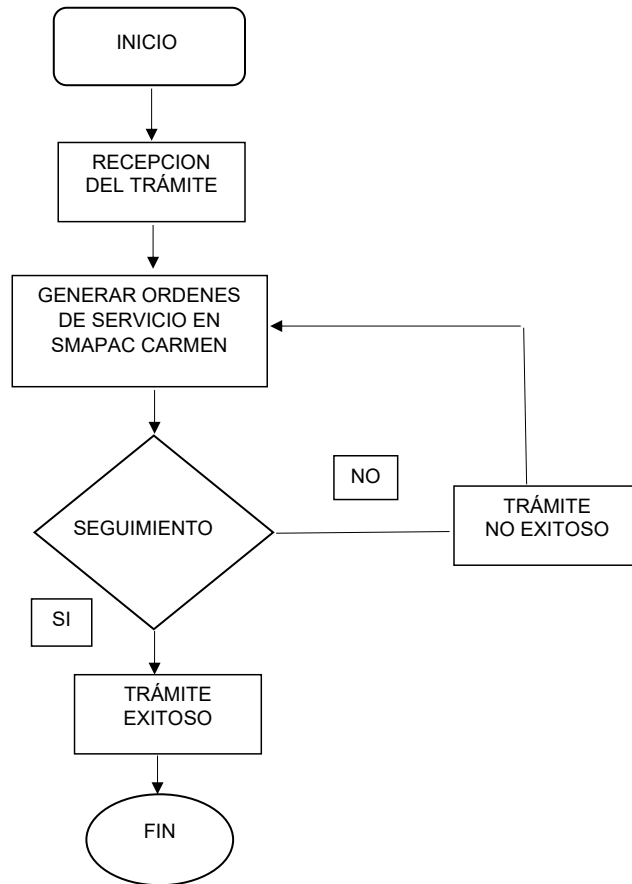 INICIO
RECEPCION
DEL TRÁMITE
GENERAR ORDENES
DE SERVICIO EN
SMAPAC CARMEN
NO
TRÁMITE
NO EXITOSO
SEGUIMIENTO
SI
TRÁMITE
EXITOSO
FIN